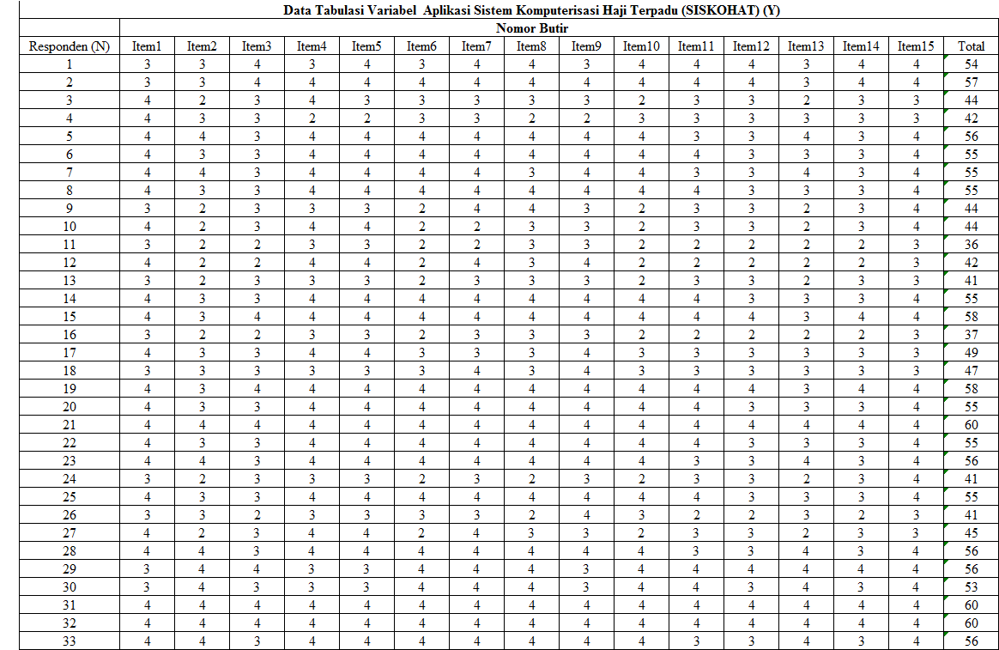 Data Tabulasi Variabel Aplikasi Sistem Komputerisasi Haji Terpadu (SISKOHAT) (Y)
Nomor Butir
Responden (N) Item1 Item2 Item3 Item4 Item5 Item6 Item7 Item8 Item9 Item10 Item11 Item12 Item13 Item14 Item15 Total
1 3 3 4 3 4 3 4 4 3 4 4 4 3 4 4 54
2 3 3 4 4 4 4 4 4 4 4 4 4 3 4 4 57
3 4 2 3 4 3 3 3 3 3 2 3 3 2 3 3 44
4 4 3 3 2 2 3 3 2 2 3 3 3 3 3 3 42
5 4 4 3 4 4 4 4 4 4 4 3 3 4 3 4 56
6 4 3 3 4 4 4 4 4 4 4 4 3 3 3 4 55
7 4 4 3 4 4 4 4 3 4 4 3 3 4 3 4 55
8 4 3 3 4 4 4 4 4 4 4 4 3 3 3 4 55
9 3 2 3 3 3 2 4 4 3 2 3 3 2 3 4 44
10 4 2 3 4 4 2 2 3 3 2 3 3 2 3 4 44
11 3 2 2 3 3 2 2 3 3 2 2 2 2 2 3 36
12 4 2 2 4 4 2 4 3 4 2 2 2 2 2 3 42
13 3 2 3 3 3 2 3 3 3 2 3 3 2 3 3 41
14 4 3 3 4 4 4 4 4 4 4 4 3 3 3 4 55
15 4 3 4 4 4 4 4 4 4 4 4 4 3 4 4 58
16 3 2 2 3 3 2 3 3 3 2 2 2 2 2 3 37
17 4 3 3 4 4 3 3 3 4 3 3 3 3 3 3 49
18 3 3 3 3 3 3 4 3 4 3 3 3 3 3 3 47
19 4 3 4 4 4 4 4 4 4 4 4 4 3 4 4 58
20 4 3 3 4 4 4 4 4 4 4 4 3 3 3 4 55
21 4 4 4 4 4 4 4 4 4 4 4 4 4 4 4 60
22 4 3 3 4 4 4 4 4 4 4 4 3 3 3 4 55
23 4 4 3 4 4 4 4 4 4 4 3 3 4 3 4 56
24 3 2 3 3 3 2 3 2 3 2 3 3 2 3 4 41
25 4 3 3 4 4 4 4 4 4 4 4 3 3 3 4 55
26 3 3 2 3 3 3 3 2 4 3 2 2 3 2 3 41
27 4 2 3 4 4 2 4 3 3 2 3 3 2 3 3 45
28 4 4 3 4 4 4 4 4 4 4 3 3 4 3 4 56
29 3 4 4 3 3 4 4 4 3 4 4 4 4 4 4 56
30 3 4 3 3 3 4 4 4 3 4 4 3 4 3 4 53
31 4 4 4 4 4 4 4 4 4 4 4 4 4 4 4 60
32 4 4 4 4 4 4 4 4 4 4 4 4 4 4 4 60
33 4 4 3 4 4 4 4 4 4 4 3 3 4 3 4 56